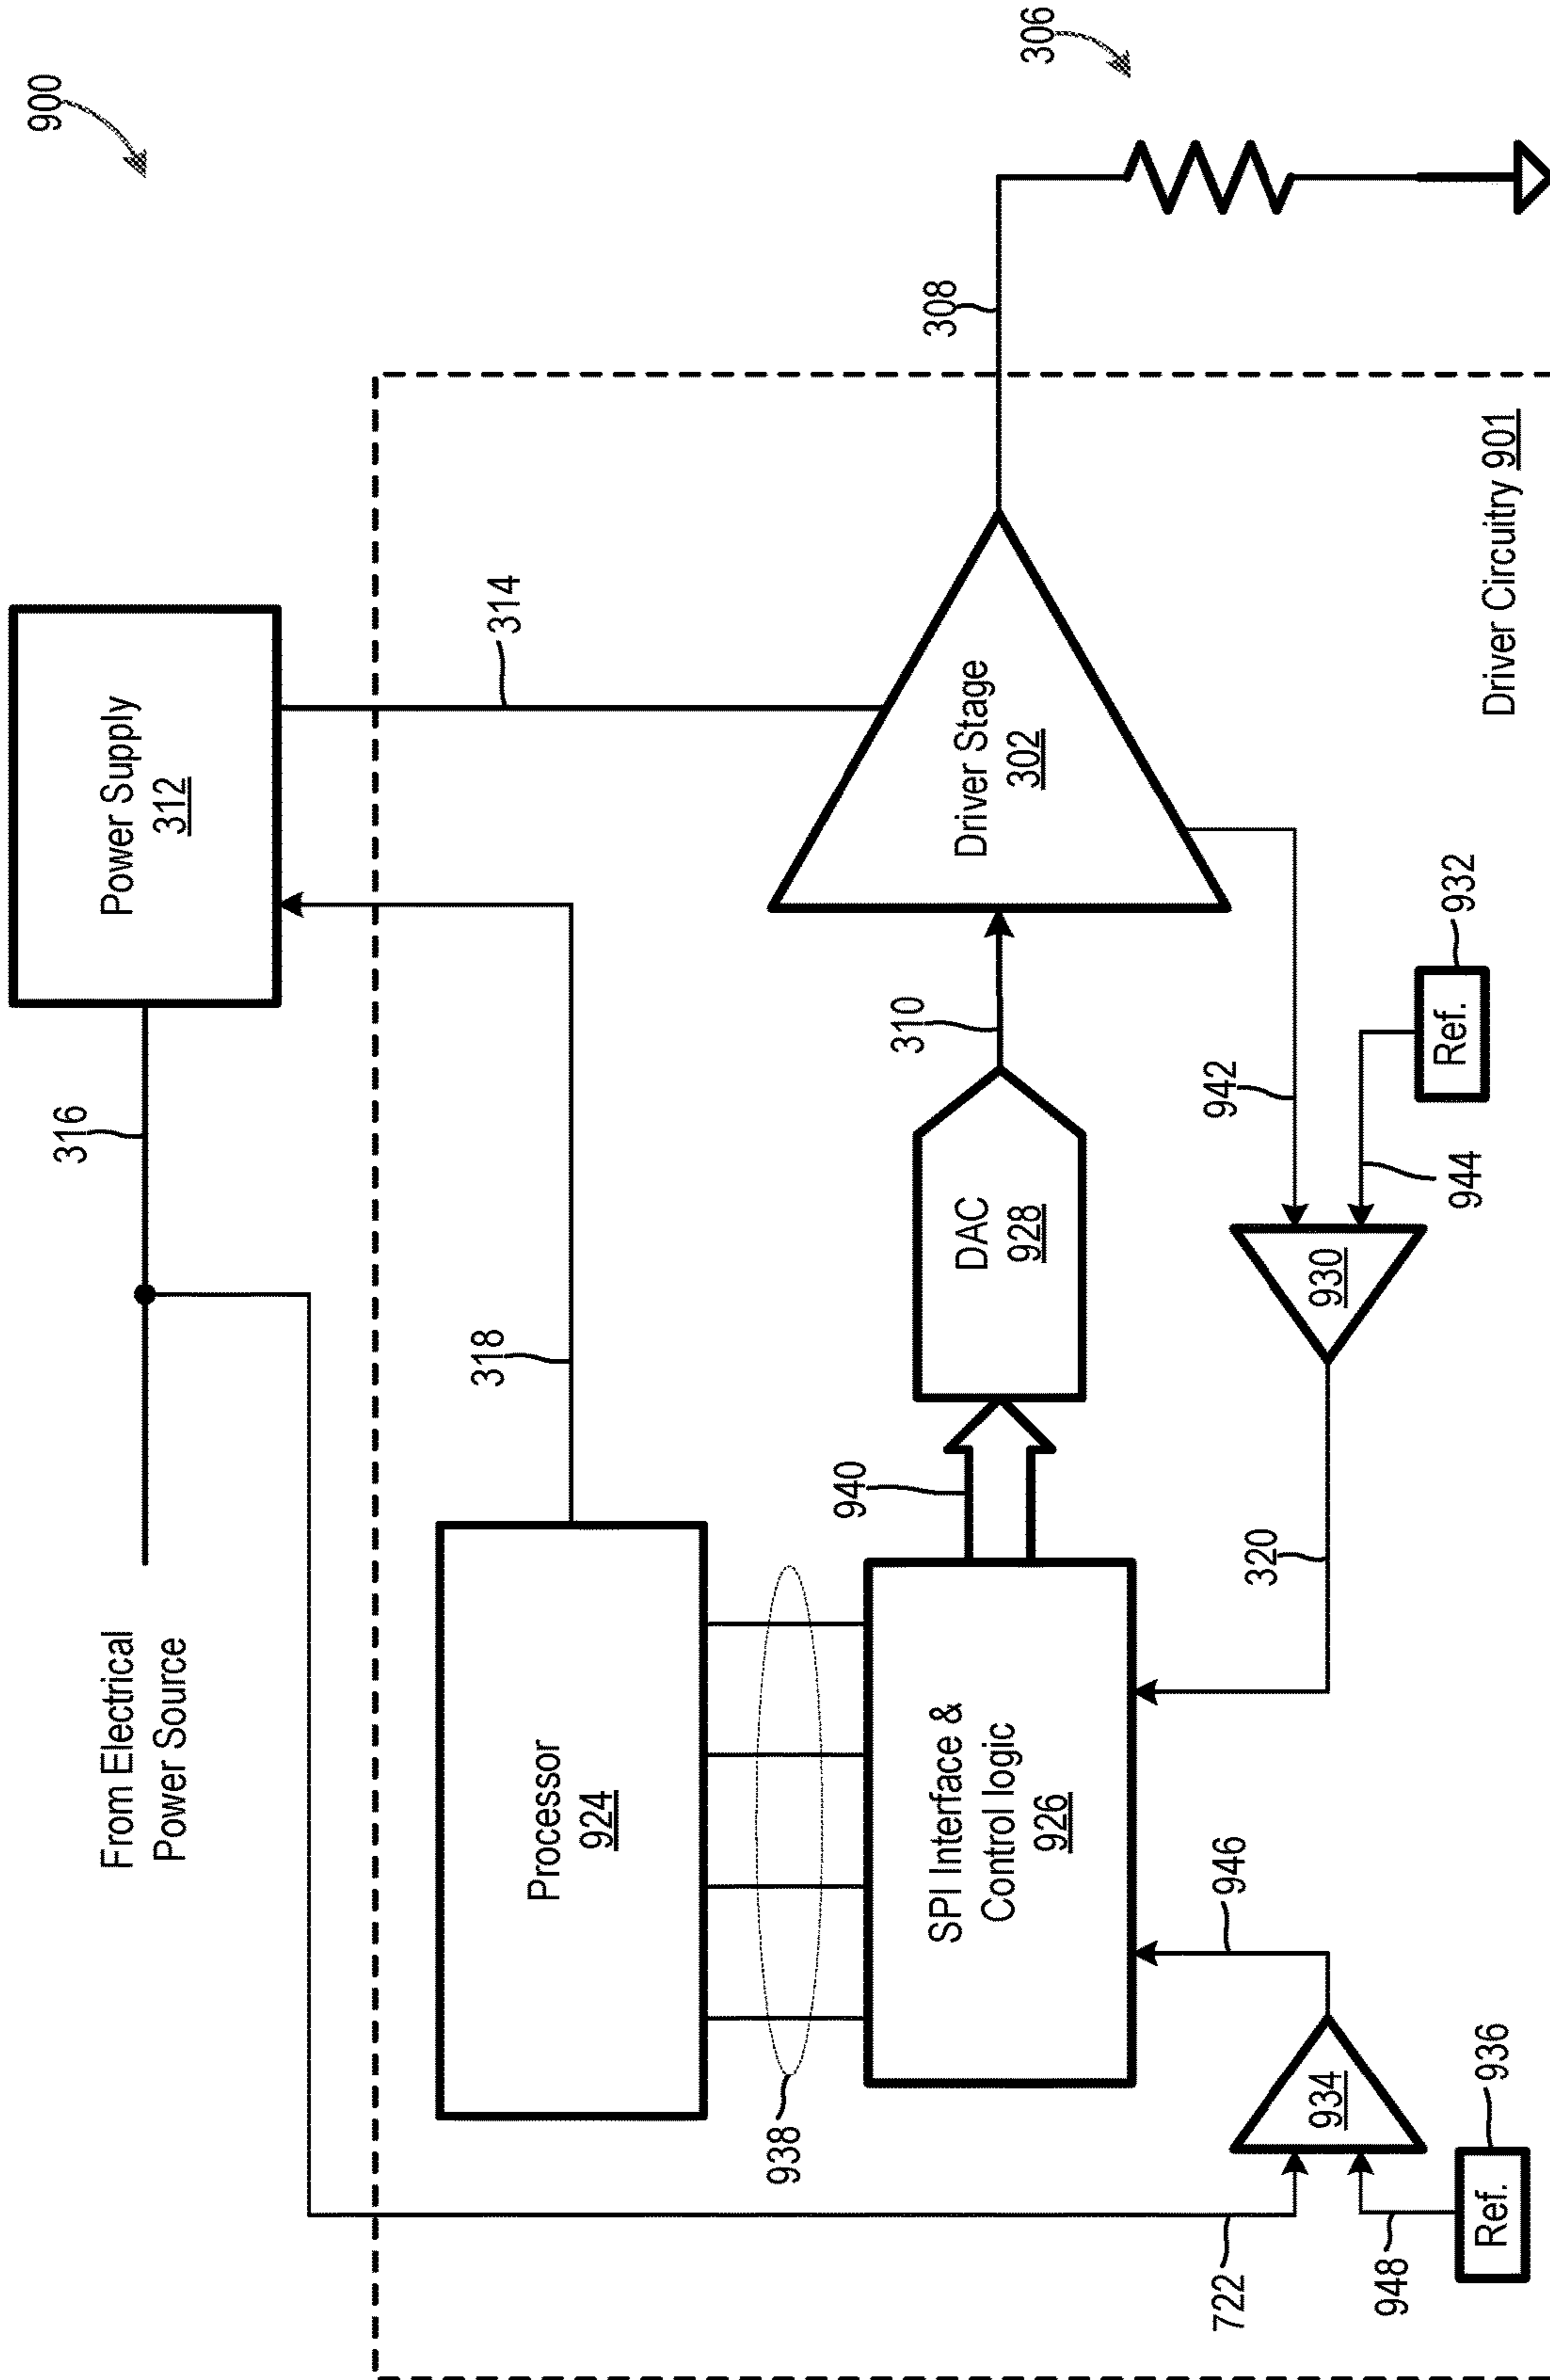 900
306
Power Supply
312
316
From Electrical
Power Source
314
318
308
Processor
924
938
SPI Interface &
Control logic
926
940
DAC
928
310
Driver Stage
302
942
944
Ref.
932
930
320
946
934
722
948
Ref.
936
Driver Circuitry 901